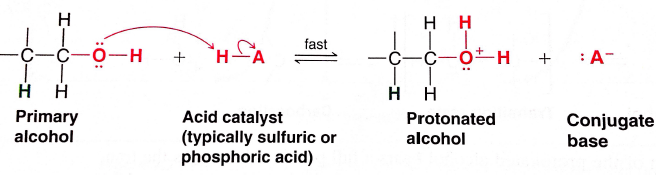 H H H
fast
C—C—O—H + H—A ⇌ C—C—O⁺—H + :A⁻
H H H H
Primary Acid catalyst Protonated Conjugate
alcohol (typically sulfuric or alcohol base
phosphoric acid)